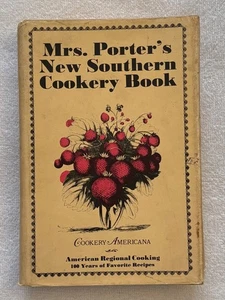 Mrs. Porter's
New Southern
Cookery Book
COOKERY AMERICANA
American Regional Cooking
100 Years of Favorite Recipes